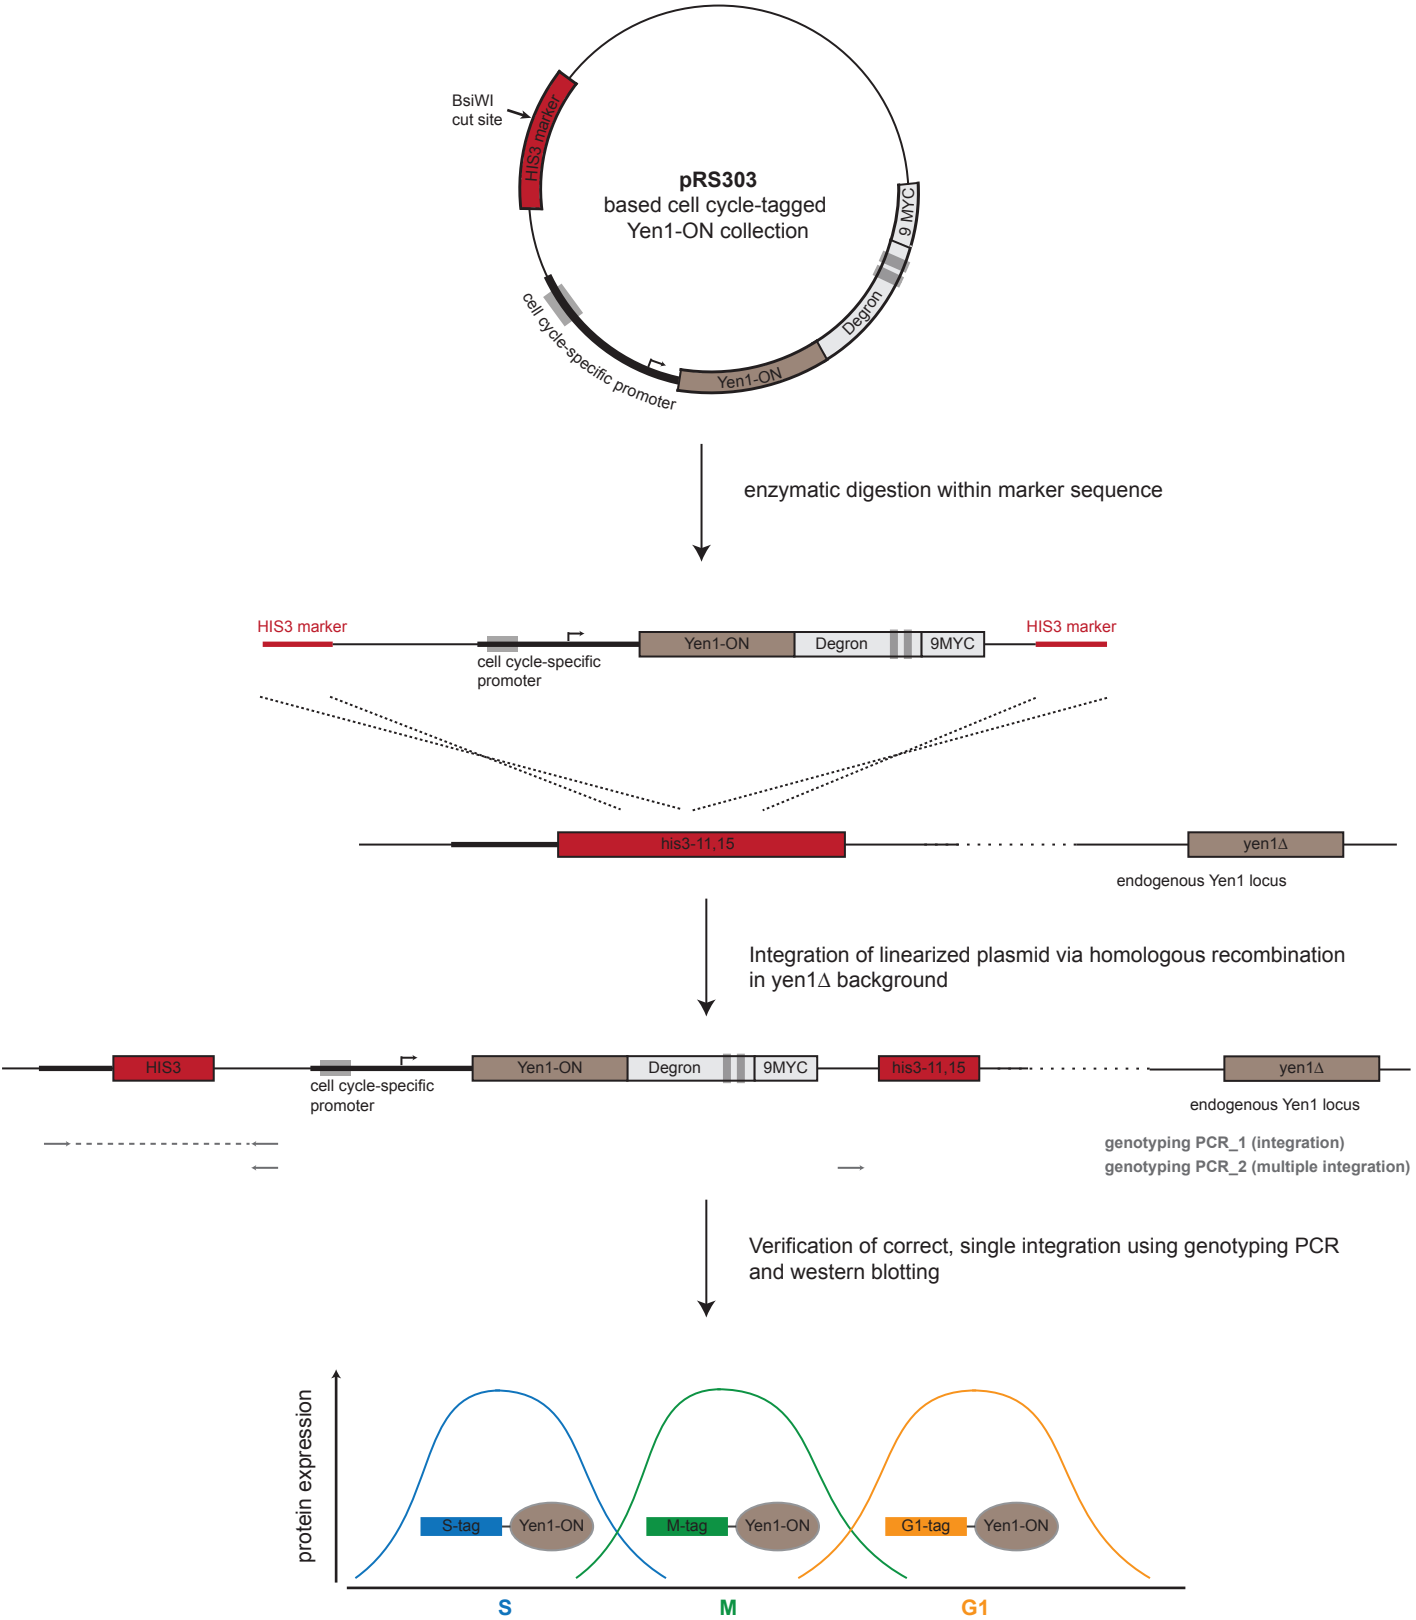 BsiWI
cut site
HIS3 marker
pRS303
based cell cycle-tagged
Yen1-ON collection
9 MYC
Degron
Yen1-ON
cell cycle-specific promoter
enzymatic digestion within marker sequence
HIS3 marker
HIS3 marker
Yen1-ON
Degron
9MYC
cell cycle-specific
promoter
his3-11,15
yen1Δ
endogenous Yen1 locus
Integration of linearized plasmid via homologous recombination
in yen1Δ background
HIS3
Yen1-ON
Degron
9MYC
his3-11,15
yen1Δ
cell cycle-specific
promoter
endogenous Yen1 locus
genotyping PCR_1 (integration)
genotyping PCR_2 (multiple integration)
Verification of correct, single integration using genotyping PCR
and western blotting
protein expression
S-tag
Yen1-ON
M-tag
Yen1-ON
G1-tag
Yen1-ON
S
M
G1